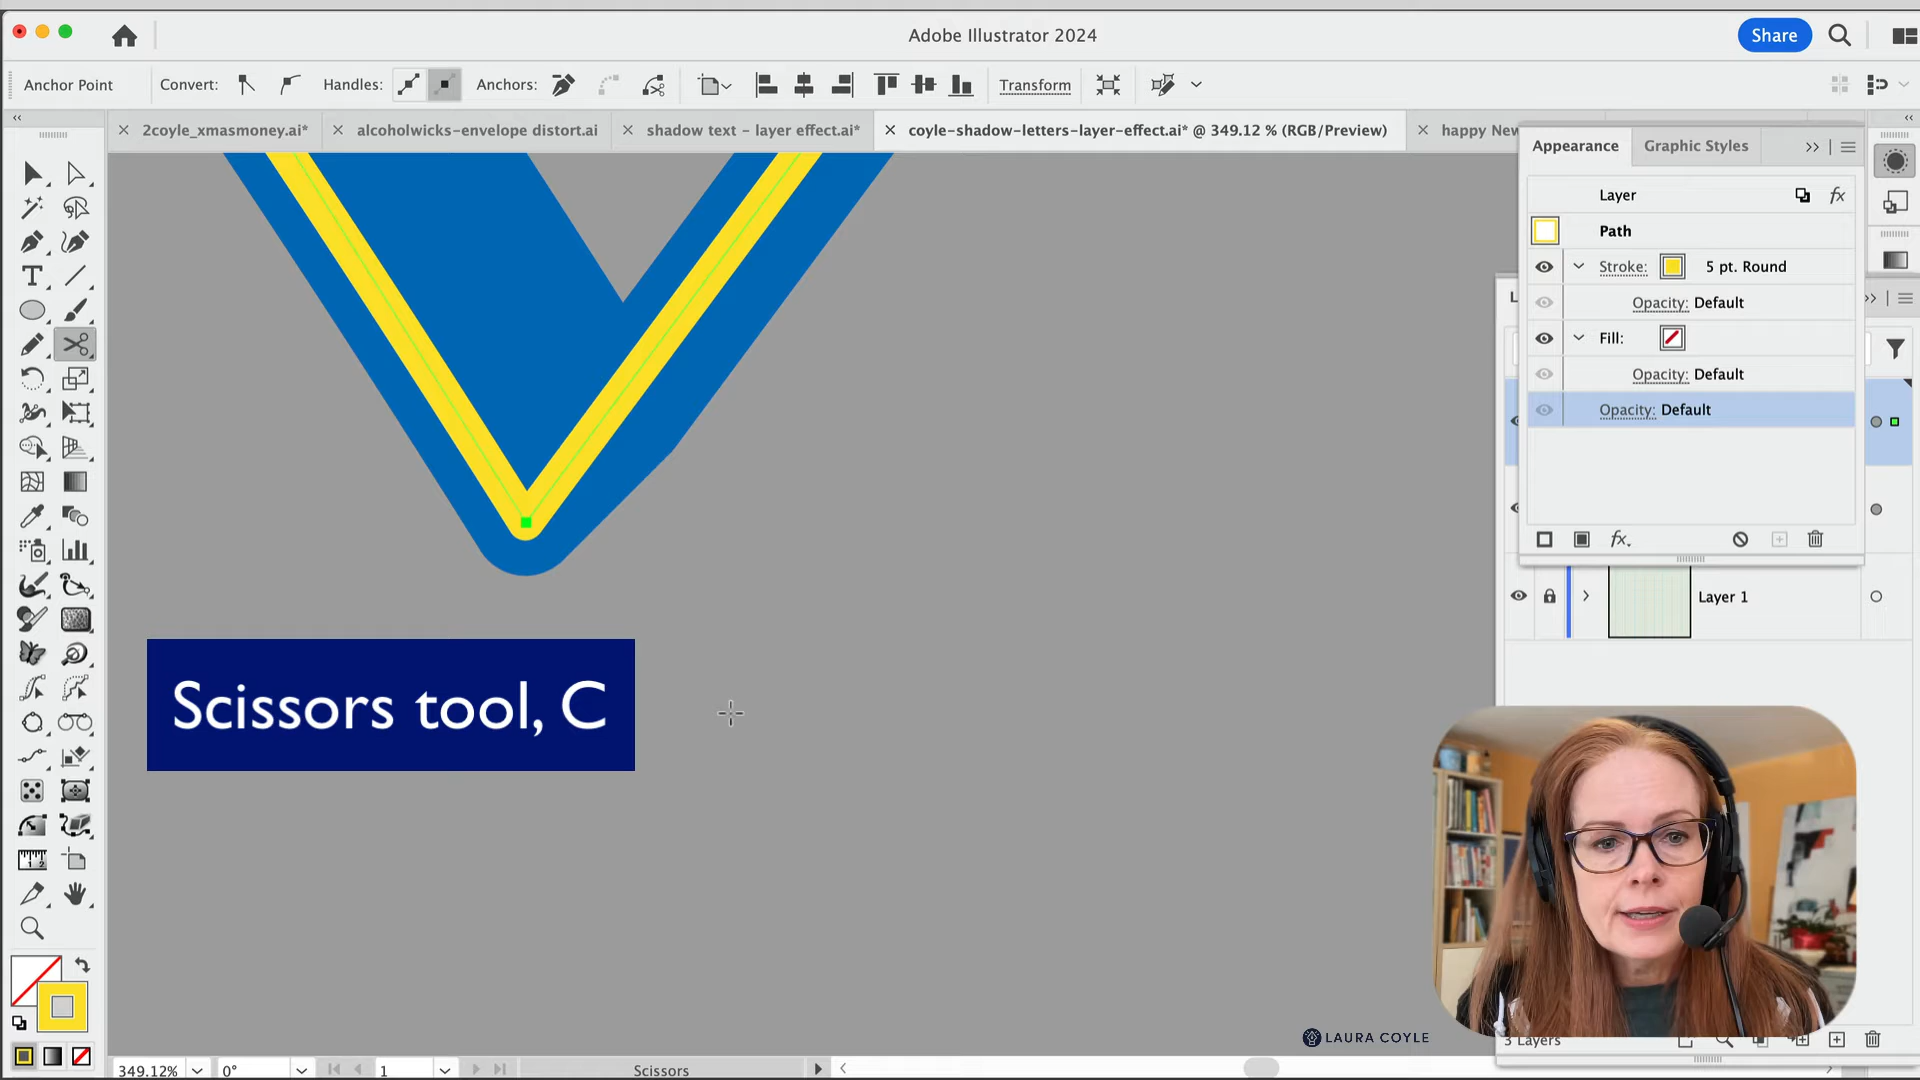 Adobe Illustrator 2024
Share
Anchor Point
Convert:
Handles:
Anchors:
Transform
2coyle_xmasmoney.ai*
alcoholwicks-envelope distort.ai
shadow text – layer effect.ai*
coyle-shadow-letters-layer-effect.ai* @ 349.12 % (RGB/Preview)
happy New
Appearance
Graphic Styles
Layer
fx
Path
Stroke:
5 pt. Round
Opacity: Default
Fill:
Opacity: Default
Opacity: Default
fx
Layer 1
Scissors tool, C
LAURA COYLE
3 Layers
349.12%
0°
1
Scissors